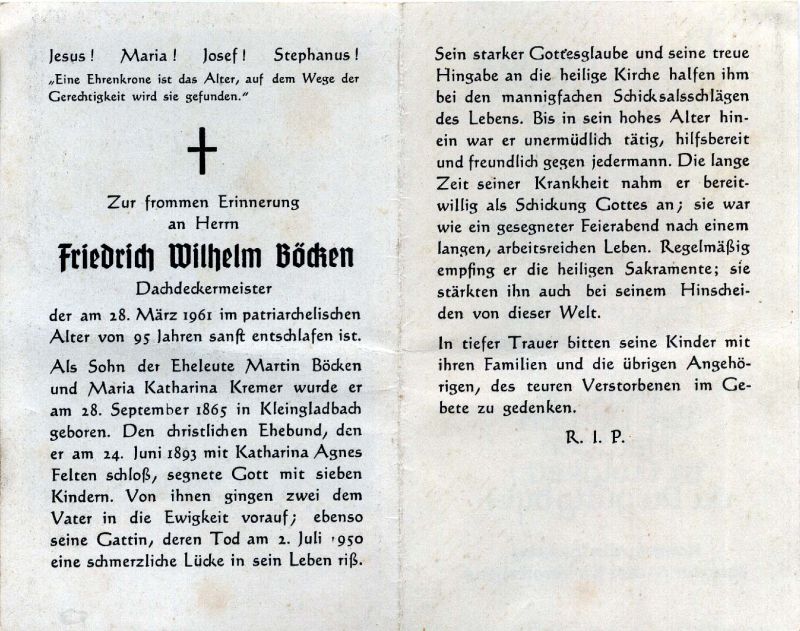 Jesus! Maria! Josef! Stephanus!
„Eine Ehrenkrone ist das Alter, auf dem Wege der
Gerechtigkeit wird sie gefunden.“
Zur frommen Erinnerung
an Herrn
Friedrich Wilhelm Böcken
Dachdeckermeister
der am 28. März 1961 im patriarchelischen
Alter von 95 Jahren sanft entschlafen ist.
Als Sohn der Eheleute Martin Böcken
und Maria Katharina Kremer wurde er
am 28. September 1865 in Kleingladbach
geboren. Den christlichen Ehebund, den
er am 24. Juni 1893 mit Katharina Agnes
Felten schloß, segnete Gott mit sieben
Kindern. Von ihnen gingen zwei dem
Vater in die Ewigkeit vorauf; ebenso
seine Gattin, deren Tod am 2. Juli 1950
eine schmerzliche Lücke in sein Leben riß.
Sein starker Gottesglaube und seine treue
Hingabe an die heilige Kirche halfen ihm
bei den mannigfachen Schicksalsschlägen
des Lebens. Bis in sein hohes Alter hin-
ein war er unermüdlich tätig, hilfsbereit
und freundlich gegen jedermann. Die lange
Zeit seiner Krankheit nahm er bereit-
willig als Schickung Gottes an; sie war
wie ein gesegneter Feierabend nach einem
langen, arbeitsreichen Leben. Regelmäßig
empfing er die heiligen Sakramente; sie
stärkten ihn auch bei seinem Hinschei-
den von dieser Welt.
In tiefer Trauer bitten seine Kinder mit
ihren Familien und die übrigen Angehö-
rigen, des teuren Verstorbenen im Ge-
bete zu gedenken.
R. I. P.